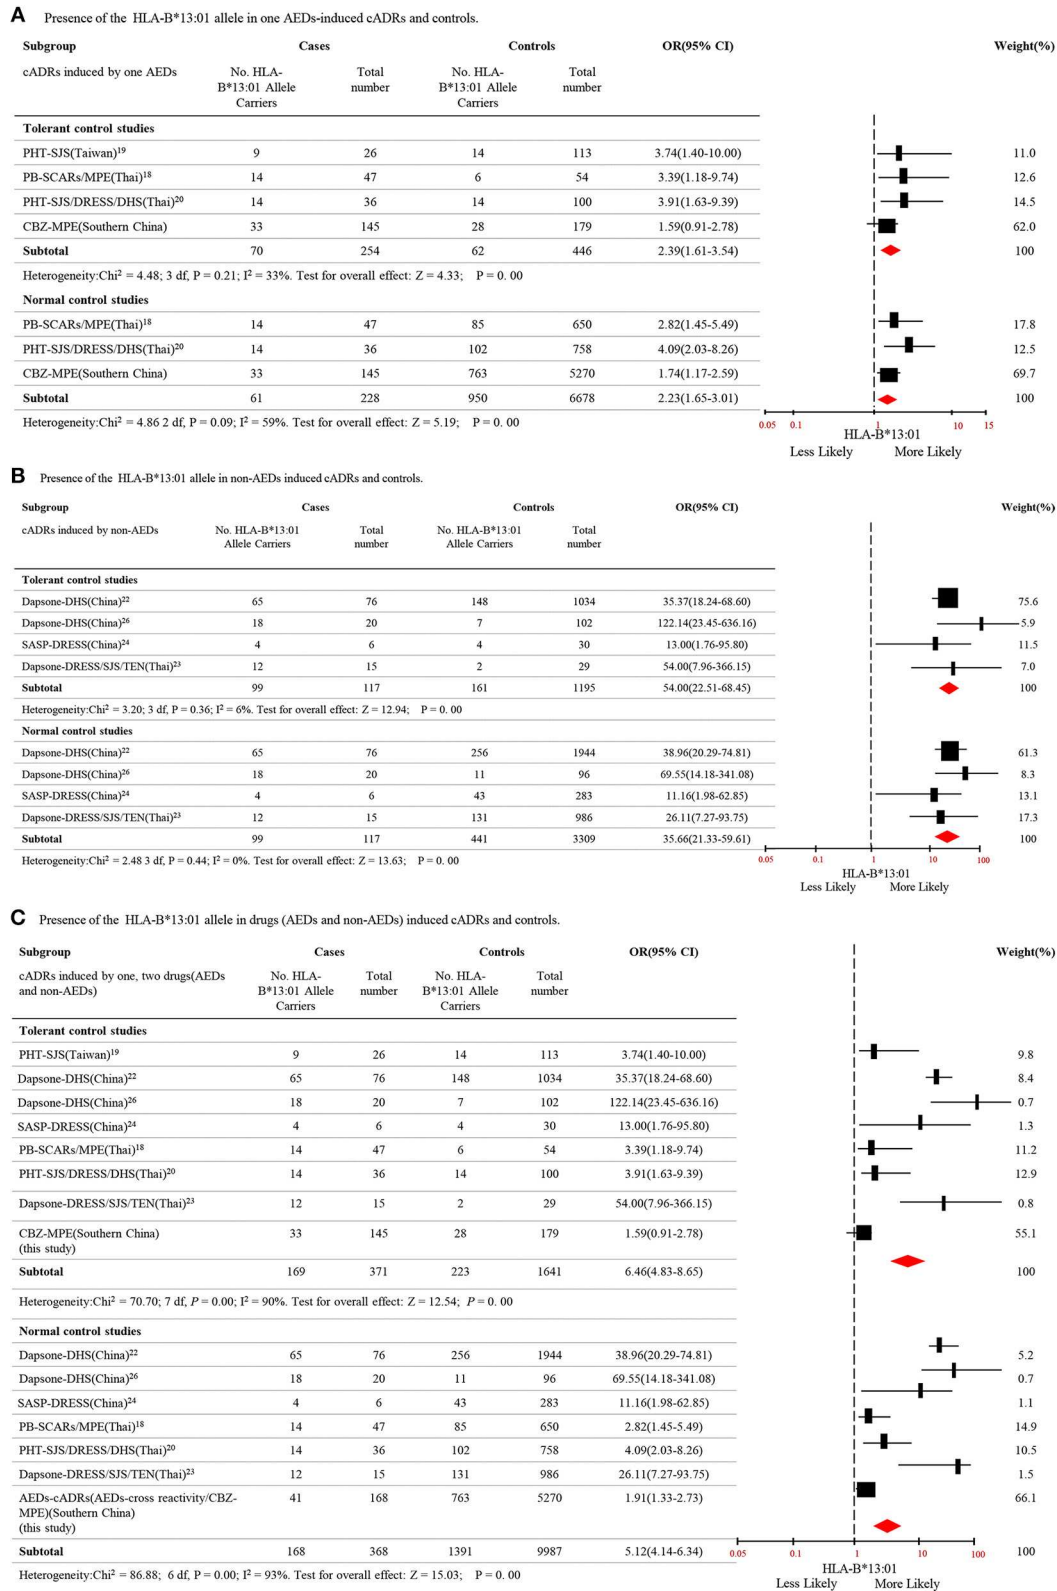 A Presence of the HLA-B*13:01 allele in one AEDs-induced cADRs and controls.
Subgroup Cases Controls OR(95% CI) Weight(%)
cADRs induced by one AEDs No. HLA-B*13:01 Allele Carriers Total number No. HLA-B*13:01 Allele Carriers Total number
Tolerant control studies
PHT-SJS(Taiwan)19 9 26 14 113 3.74(1.40-10.00) 11.0
PB-SCARs/MPE(Thai)18 14 47 6 54 3.39(1.18-9.74) 12.6
PHT-SJS/DRESS/DHS(Thai)20 14 36 14 100 3.91(1.63-9.39) 14.5
CBZ-MPE(Southern China) 33 145 28 179 1.59(0.91-2.78) 62.0
Subtotal 70 254 62 446 2.39(1.61-3.54) 100
Heterogeneity:Chi2 = 4.48; 3 df, P = 0.21; I2 = 33%. Test for overall effect: Z = 4.33; P = 0. 00
Normal control studies
PB-SCARs/MPE(Thai)18 14 47 85 650 2.82(1.45-5.49) 17.8
PHT-SJS/DRESS/DHS(Thai)20 14 36 102 758 4.09(2.03-8.26) 12.5
CBZ-MPE(Southern China) 33 145 763 5270 1.74(1.17-2.59) 69.7
Subtotal 61 228 950 6678 2.23(1.65-3.01) 100
Heterogeneity:Chi2 = 4.86 2 df, P = 0.09; I2 = 59%. Test for overall effect: Z = 5.19; P = 0. 00
0.05 0.1 1 10 15
HLA-B*13:01
Less Likely More Likely
B Presence of the HLA-B*13:01 allele in non-AEDs induced cADRs and controls.
Subgroup Cases Controls OR(95% CI) Weight(%)
cADRs induced by non-AEDs No. HLA-B*13:01 Allele Carriers Total number No. HLA-B*13:01 Allele Carriers Total number
Tolerant control studies
Dapsone-DHS(China)22 65 76 148 1034 35.37(18.24-68.60) 75.6
Dapsone-DHS(China)26 18 20 7 102 122.14(23.45-636.16) 5.9
SASP-DRESS(China)24 4 6 4 30 13.00(1.76-95.80) 11.5
Dapsone-DRESS/SJS/TEN(Thai)23 12 15 2 29 54.00(7.96-366.15) 7.0
Subtotal 99 117 161 1195 54.00(22.51-68.45) 100
Heterogeneity:Chi2 = 3.20; 3 df, P = 0.36; I2 = 6%. Test for overall effect: Z = 12.94; P = 0. 00
Normal control studies
Dapsone-DHS(China)22 65 76 256 1944 38.96(20.29-74.81) 61.3
Dapsone-DHS(China)26 18 20 11 96 69.55(14.18-341.08) 8.3
SASP-DRESS(China)24 4 6 43 283 11.16(1.98-62.85) 13.1
Dapsone-DRESS/SJS/TEN(Thai)23 12 15 131 986 26.11(7.27-93.75) 17.3
Subtotal 99 117 441 3309 35.66(21.33-59.61) 100
Heterogeneity:Chi2 = 2.48 3 df, P = 0.44; I2 = 0%. Test for overall effect: Z = 13.63; P = 0. 00
0.05 0.1 1 10 100
HLA-B*13:01
Less Likely More Likely
C Presence of the HLA-B*13:01 allele in drugs (AEDs and non-AEDs) induced cADRs and controls.
Subgroup Cases Controls OR(95% CI) Weight(%)
cADRs induced by one, two drugs(AEDs and non-AEDs) No. HLA-B*13:01 Allele Carriers Total number No. HLA-B*13:01 Allele Carriers Total number
Tolerant control studies
PHT-SJS(Taiwan)19 9 26 14 113 3.74(1.40-10.00) 9.8
Dapsone-DHS(China)22 65 76 148 1034 35.37(18.24-68.60) 8.4
Dapsone-DHS(China)26 18 20 7 102 122.14(23.45-636.16) 0.7
SASP-DRESS(China)24 4 6 4 30 13.00(1.76-95.80) 1.3
PB-SCARs/MPE(Thai)18 14 47 6 54 3.39(1.18-9.74) 11.2
PHT-SJS/DRESS/DHS(Thai)20 14 36 14 100 3.91(1.63-9.39) 12.9
Dapsone-DRESS/SJS/TEN(Thai)23 12 15 2 29 54.00(7.96-366.15) 0.8
CBZ-MPE(Southern China) 33 145 28 179 1.59(0.91-2.78) 55.1
(this study)
Subtotal 169 371 223 1641 6.46(4.83-8.65) 100
Heterogeneity:Chi2 = 70.70; 7 df, P = 0.00; I2 = 90%. Test for overall effect: Z = 12.54; P = 0. 00
Normal control studies
Dapsone-DHS(China)22 65 76 256 1944 38.96(20.29-74.81) 5.2
Dapsone-DHS(China)26 18 20 11 96 69.55(14.18-341.08) 0.7
SASP-DRESS(China)24 4 6 43 283 11.16(1.98-62.85) 1.1
PB-SCARs/MPE(Thai)18 14 47 85 650 2.82(1.45-5.49) 14.9
PHT-SJS/DRESS/DHS(Thai)20 14 36 102 758 4.09(2.03-8.26) 10.5
Dapsone-DRESS/SJS/TEN(Thai)23 12 15 131 986 26.11(7.27-93.75) 1.5
AEDs-cADRs(AEDs-cross reactivity/CBZ- 41 168 763 5270 1.91(1.33-2.73) 66.1
MPE)(Southern China)
(this study)
Subtotal 168 368 1391 9987 5.12(4.14-6.34) 100
Heterogeneity:Chi2 = 86.88; 6 df, P = 0.00; I2 = 93%. Test for overall effect: Z = 15.03; P = 0. 00
0.05 0.1 1 10 100
HLA-B*13:01
Less Likely More Likely